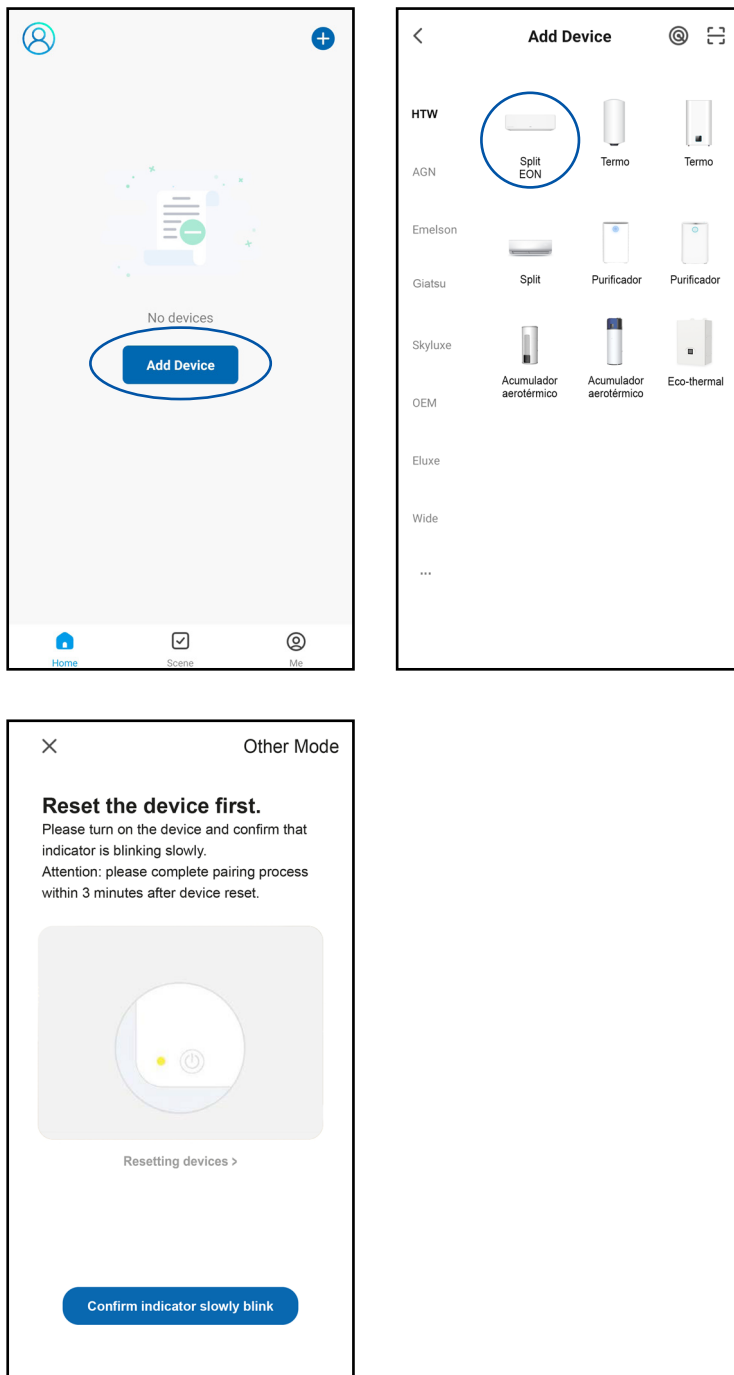 No devices
Add Device
Home
Scene
Me
Add Device
HTW
AGN
Emelson
Giatsu
Skyluxe
OEM
Eluxe
Wide
...
Split
EON
Termo
Termo
Split
Purificador
Purificador
Acumulador
aerotérmico
Acumulador
aerotérmico
Eco-thermal
Other Mode
Reset the device first.
Please turn on the device and confirm that
indicator is blinking slowly.
Attention: please complete pairing process
within 3 minutes after device reset.
Resetting devices >
Confirm indicator slowly blink